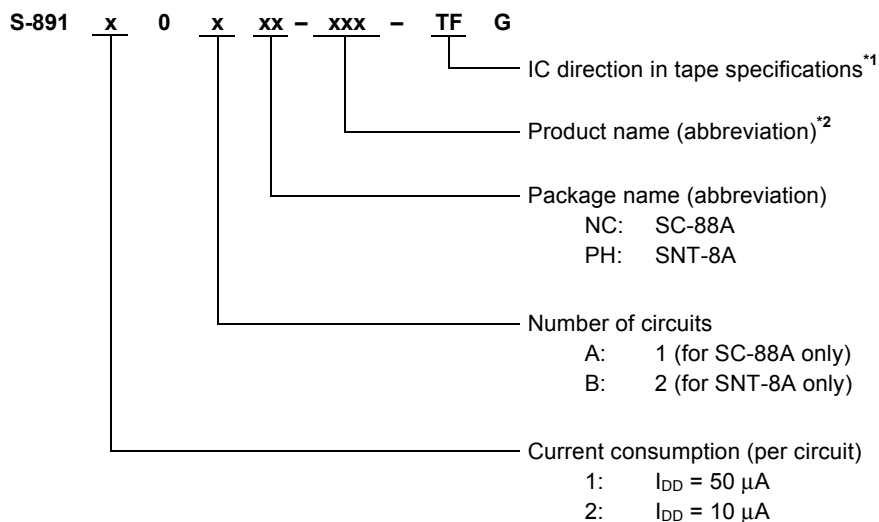 S-891 x 0 x xx – xxx – TF G
IC direction in tape specifications*1
Product name (abbreviation)*2
Package name (abbreviation)
NC: SC-88A
PH: SNT-8A
Number of circuits
A: 1 (for SC-88A only)
B: 2 (for SNT-8A only)
Current consumption (per circuit)
1: IDD = 50 μA
2: IDD = 10 μA